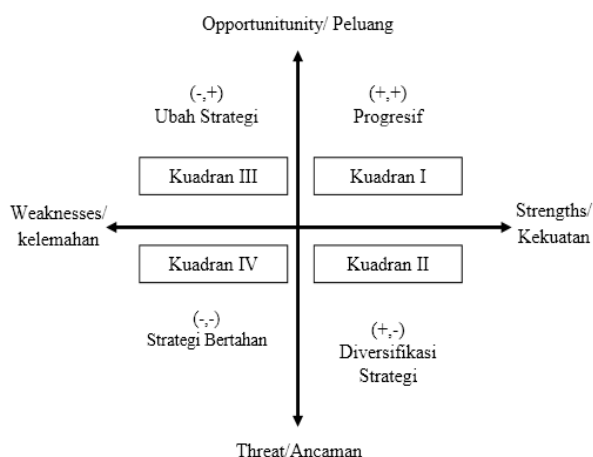 Opportunitunity/ Peluang
(-,+)
Ubah Strategi
(+,+)
Progresif
Kuadran III
Kuadran I
Weaknesses/
kelemahan
Strengths/
Kekuatan
Kuadran IV
Kuadran II
(-,-)
Strategi Bertahan
(+,-)
Diversifikasi
Strategi
Threat/Ancaman